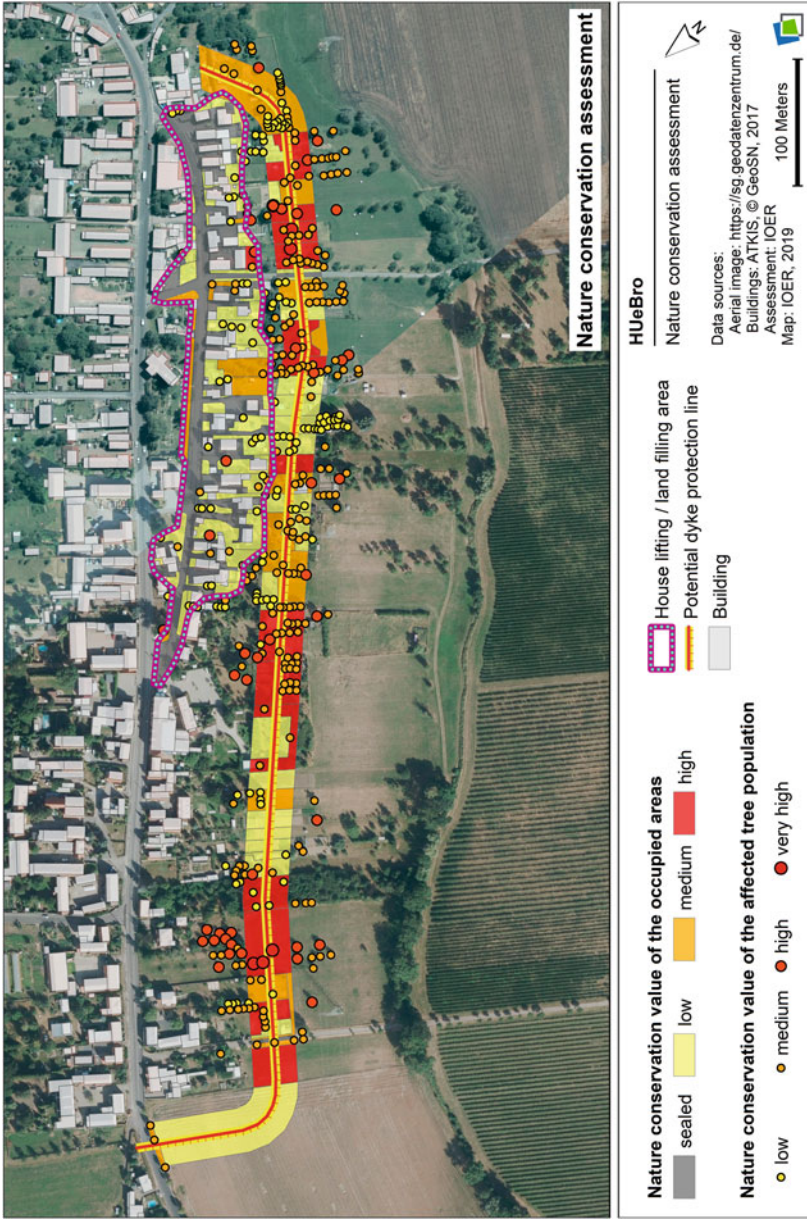 Nature conservation assessment
Nature conservation value of the occupied areas
sealed
low
medium
high
Nature conservation value of the affected tree population
low
medium
high
very high
House lifting / land filling area
Potential dyke protection line
Building
HUeBro
Nature conservation assessment
N
Data sources:
Aerial image: https://sg.geodatenzentrum.de/
Buildings: ATKIS, © GeoSN, 2017
Assessment: IOER
Map: IOER, 2019
100 Meters